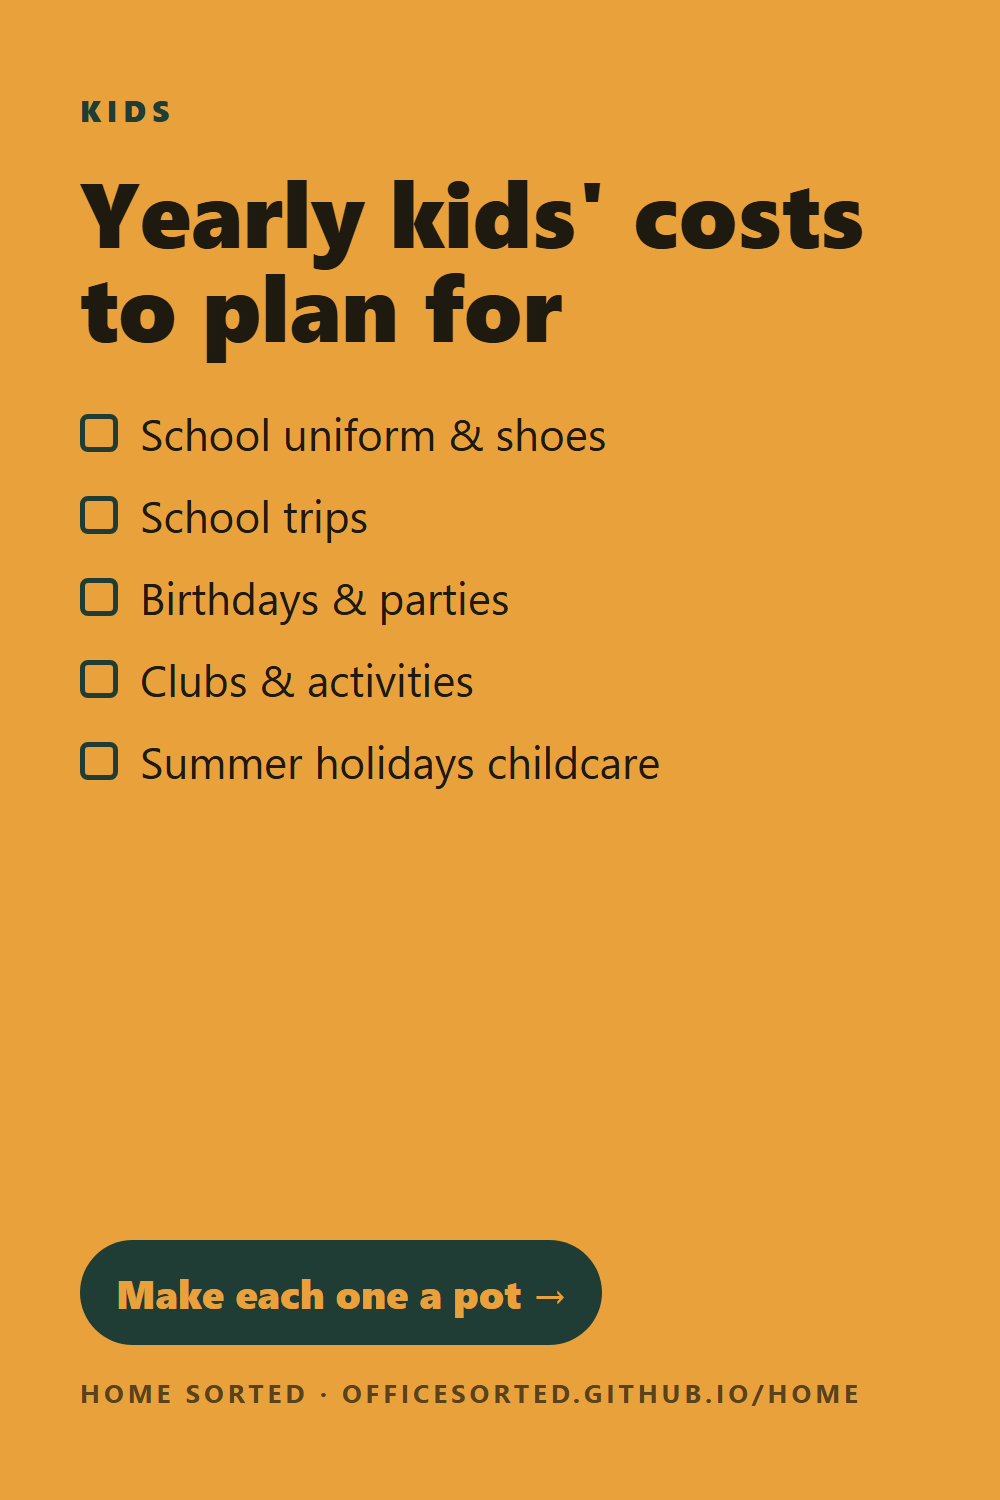 KIDS
Yearly kids' costs
to plan for
School uniform & shoes
School trips
Birthdays & parties
Clubs & activities
Summer holidays childcare
Make each one a pot →
HOME SORTED · OFFICESORTED.GITHUB.IO/HOME